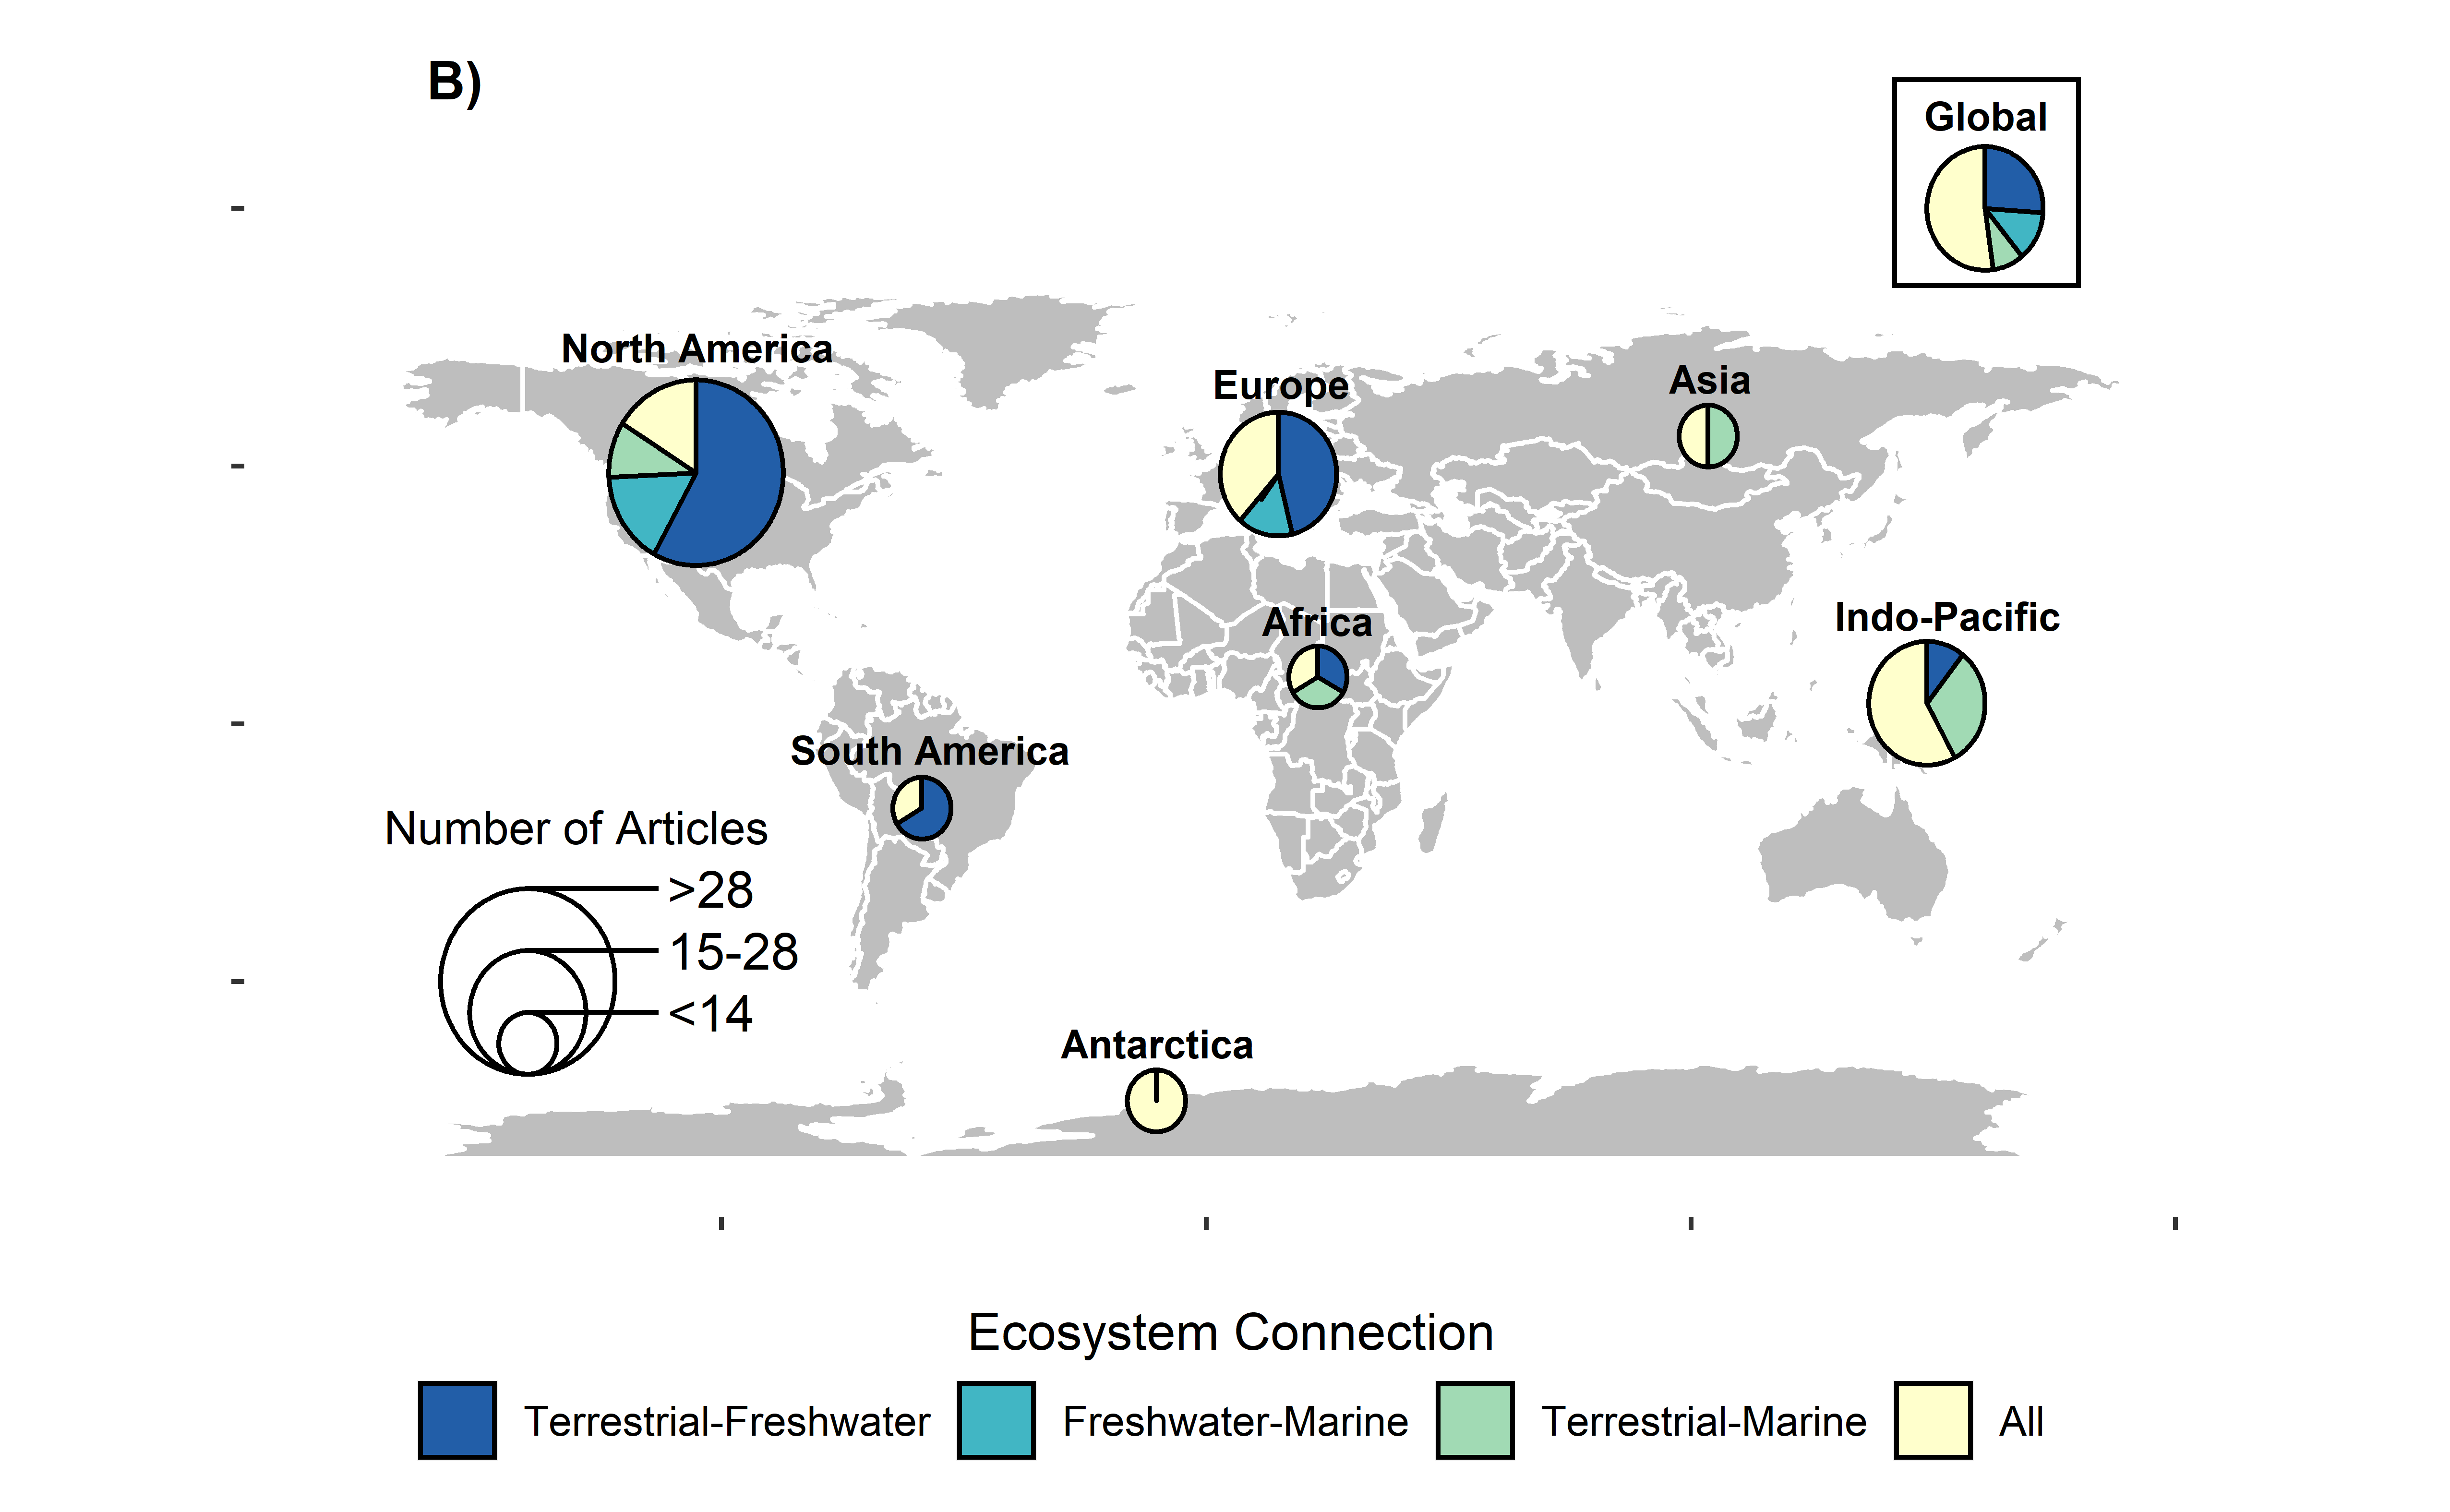 B)
Global
North America
Europe
Asia
Africa
Indo-Pacific
South America
Number of Articles
>28
15-28
<14
Antarctica
Ecosystem Connection
Terrestrial-Freshwater
Freshwater-Marine
Terrestrial-Marine
All